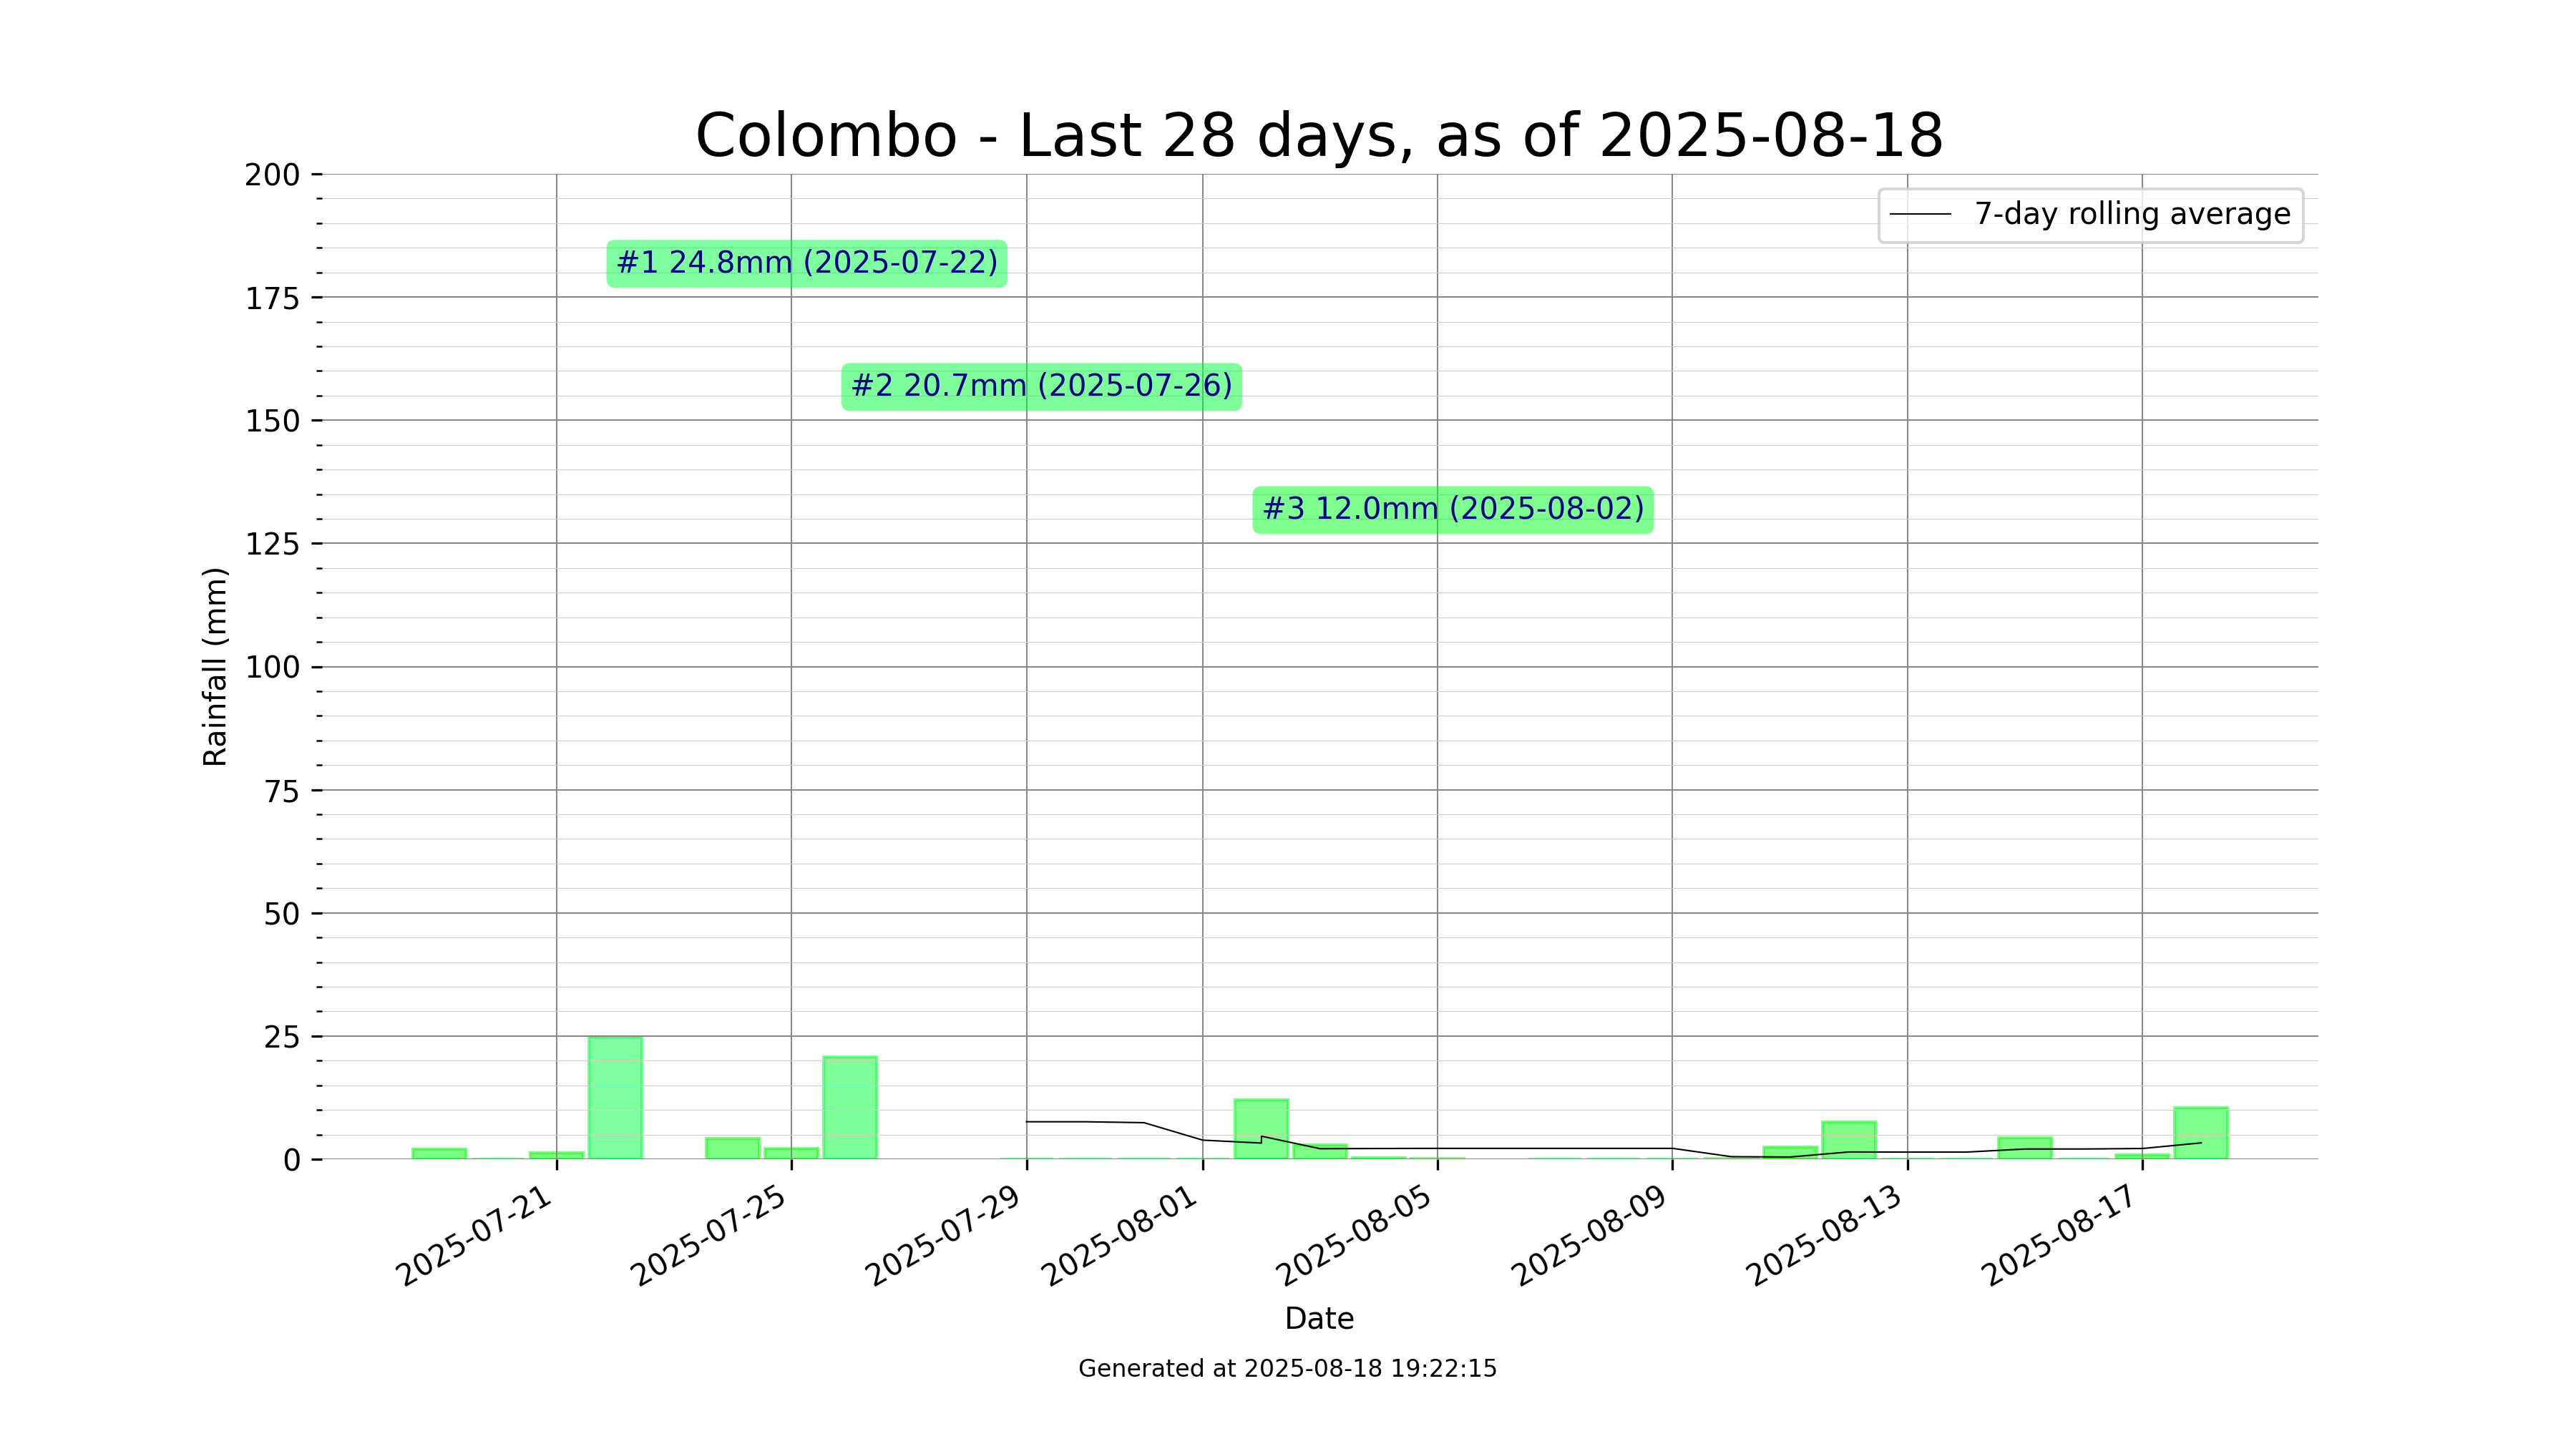 Colombo - Last 28 days, as of 2025-08-18
7-day rolling average
#1 24.8mm (2025-07-22)
#2 20.7mm (2025-07-26)
#3 12.0mm (2025-08-02)
Rainfall (mm)
200
175
150
125
100
75
50
25
0
2025-07-21
2025-07-25
2025-07-29
2025-08-01
2025-08-05
2025-08-09
2025-08-13
2025-08-17
Date
Generated at 2025-08-18 19:22:15